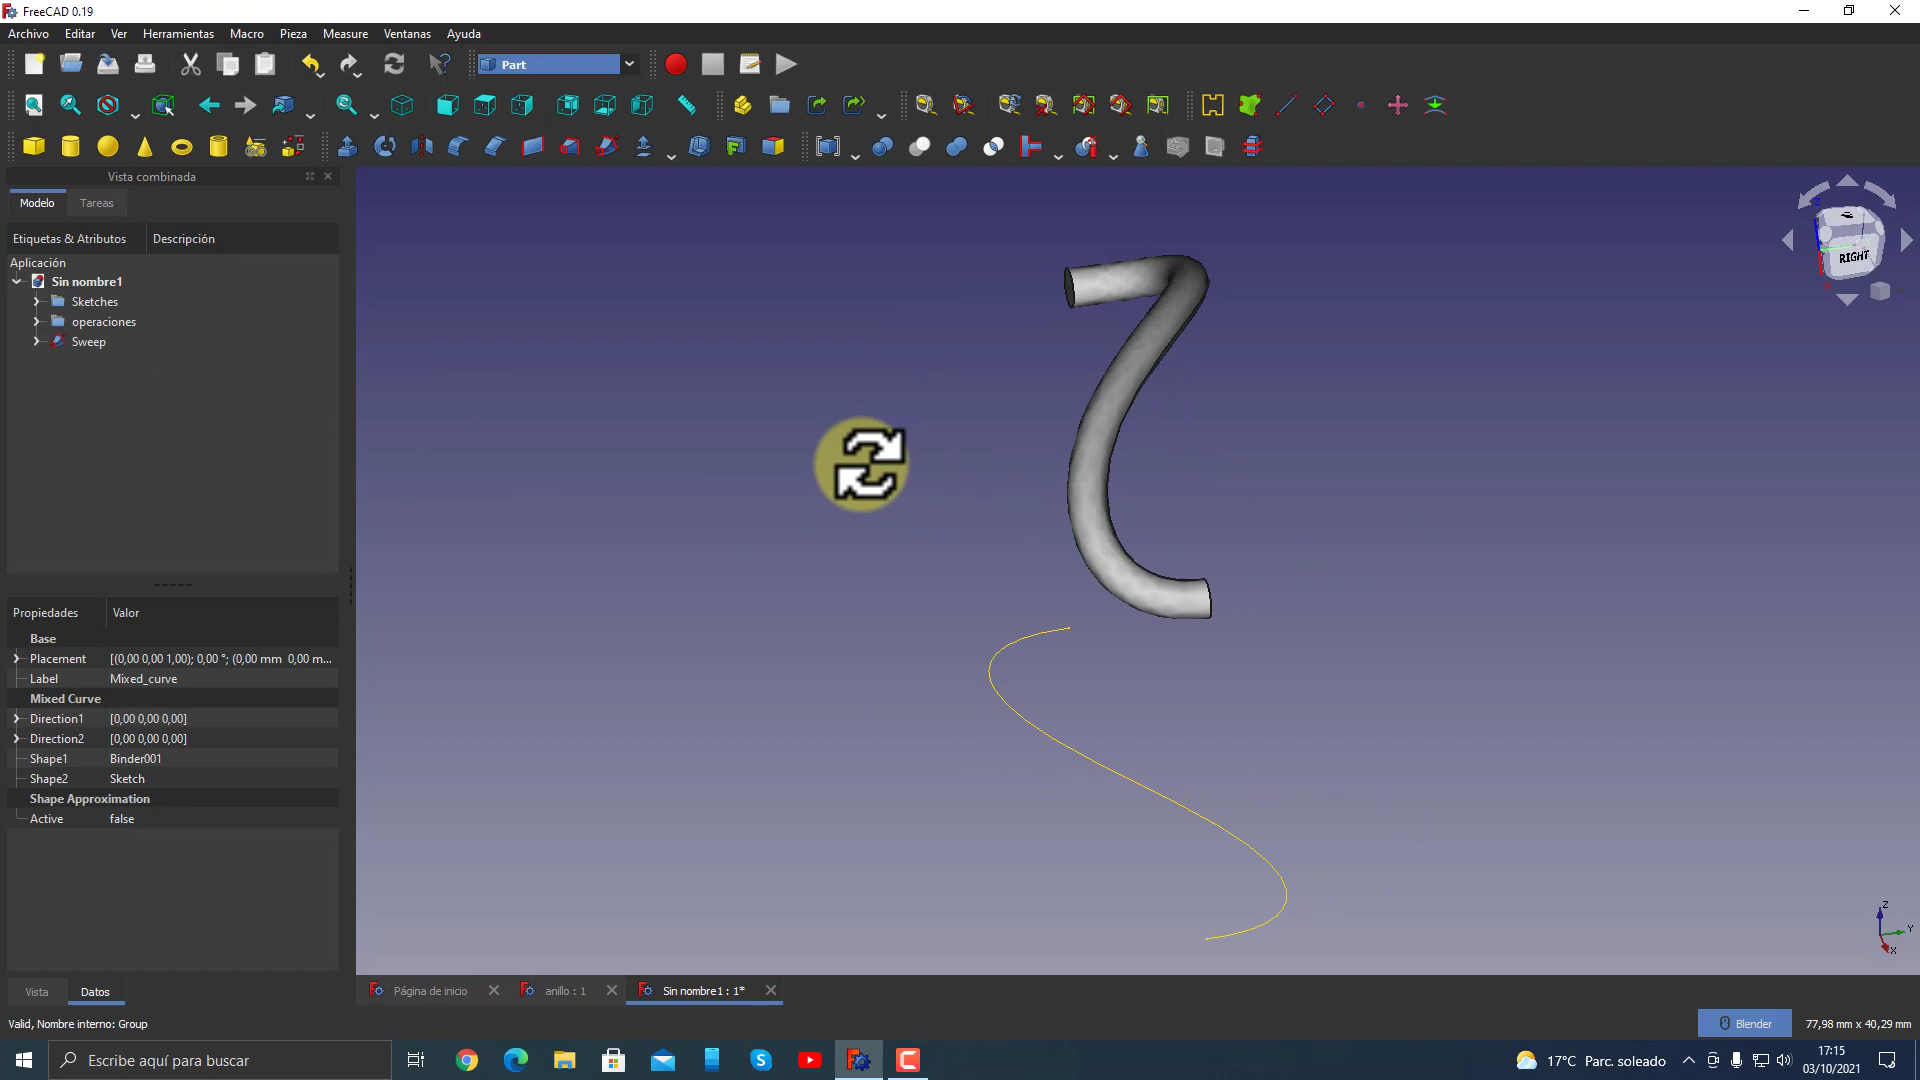 FreeCAD 0.19
Archivo Editar Ver Herramientas Macro Pieza Measure Ventanas Ayuda
Part
Vista combinada
Modelo Tareas
Etiquetas & Atributos Descripción
Aplicación
Sin nombre1
Sketches
operaciones
Sweep
RIGHT
Propiedades Valor
Base
Placement [(0,00 0,00 1,00); 0,00 °; (0,00 mm 0,00 m...
Label Mixed_curve
Mixed Curve
Direction1 [0,00 0,00 0,00]
Direction2 [0,00 0,00 0,00]
Shape1 Binder001
Shape2 Sketch
Shape Approximation
Active false
Z
Y
X
Vista Datos
Página de inicio anillo : 1 Sin nombre1 : 1*
Valid, Nombre interno: Group
Blender 77,98 mm x 40,29 mm
Escribe aquí para buscar
17°C Parc. soleado
17:15
03/10/2021